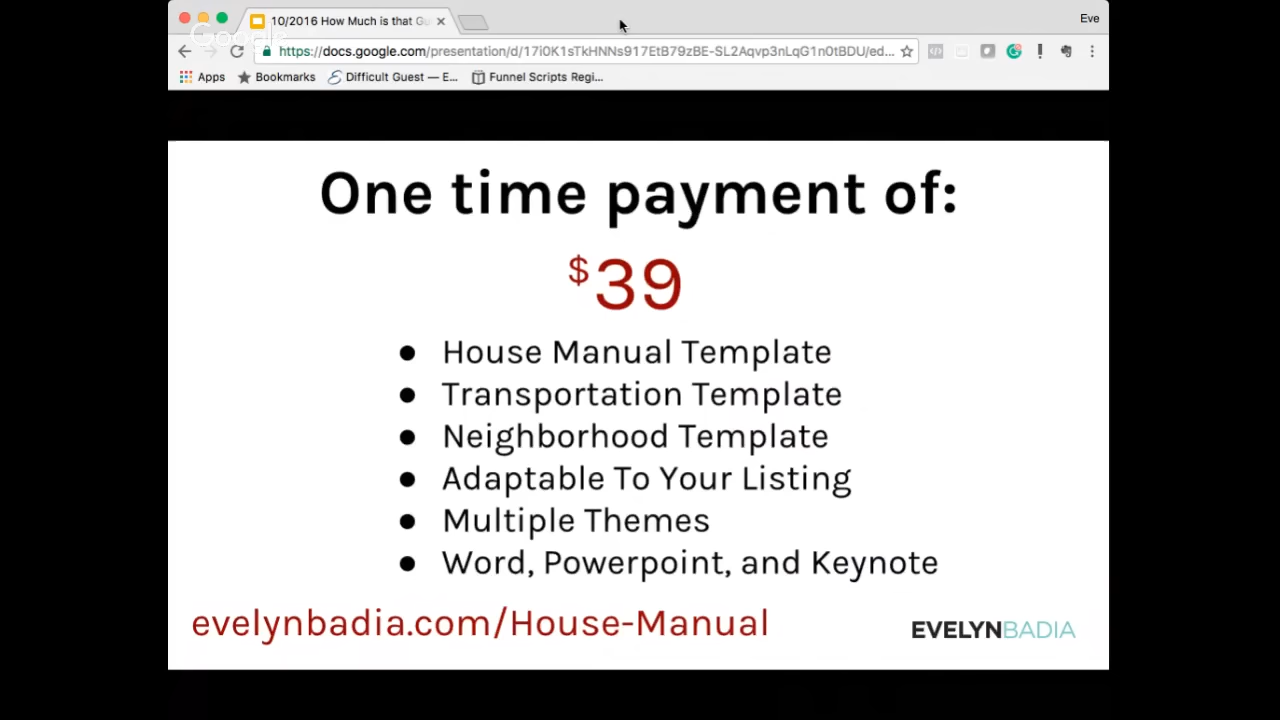 10/2016 How Much is that Gu
Eve
Google
https://docs.google.com/presentation/d/17i0K1sTkHNNs917EtB79zBE-SL2Aqvp3nLqG1n0tBDU/ed...
Apps
Bookmarks
Difficult Guest — E...
Funnel Scripts Regi...
One time payment of:
$39
● House Manual Template
● Transportation Template
● Neighborhood Template
● Adaptable To Your Listing
● Multiple Themes
● Word, Powerpoint, and Keynote
evelynbadia.com/House-Manual
EVELYNBADIA